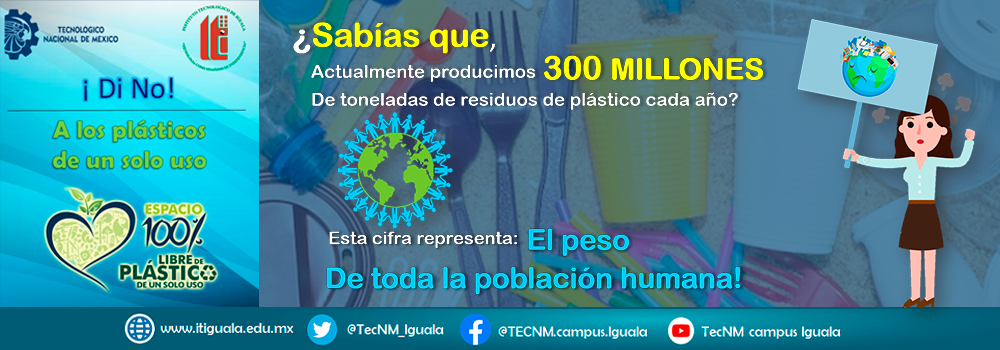 TECNOLÓGICO
NACIONAL DE MÉXICO
¡ Di No!
A los plásticos
de un solo uso
ESPACIO
100%
LIBRE DE
PLÁSTICO
DE UN SOLO USO
¿Sabías que,
Actualmente producimos 300 MILLONES
De toneladas de residuos de plástico cada año?
Esta cifra representa: El peso
De toda la población humana!
www.itiguala.edu.mx @TecNM_Iguala @TECNM.campus.Iguala TecNM campus Iguala